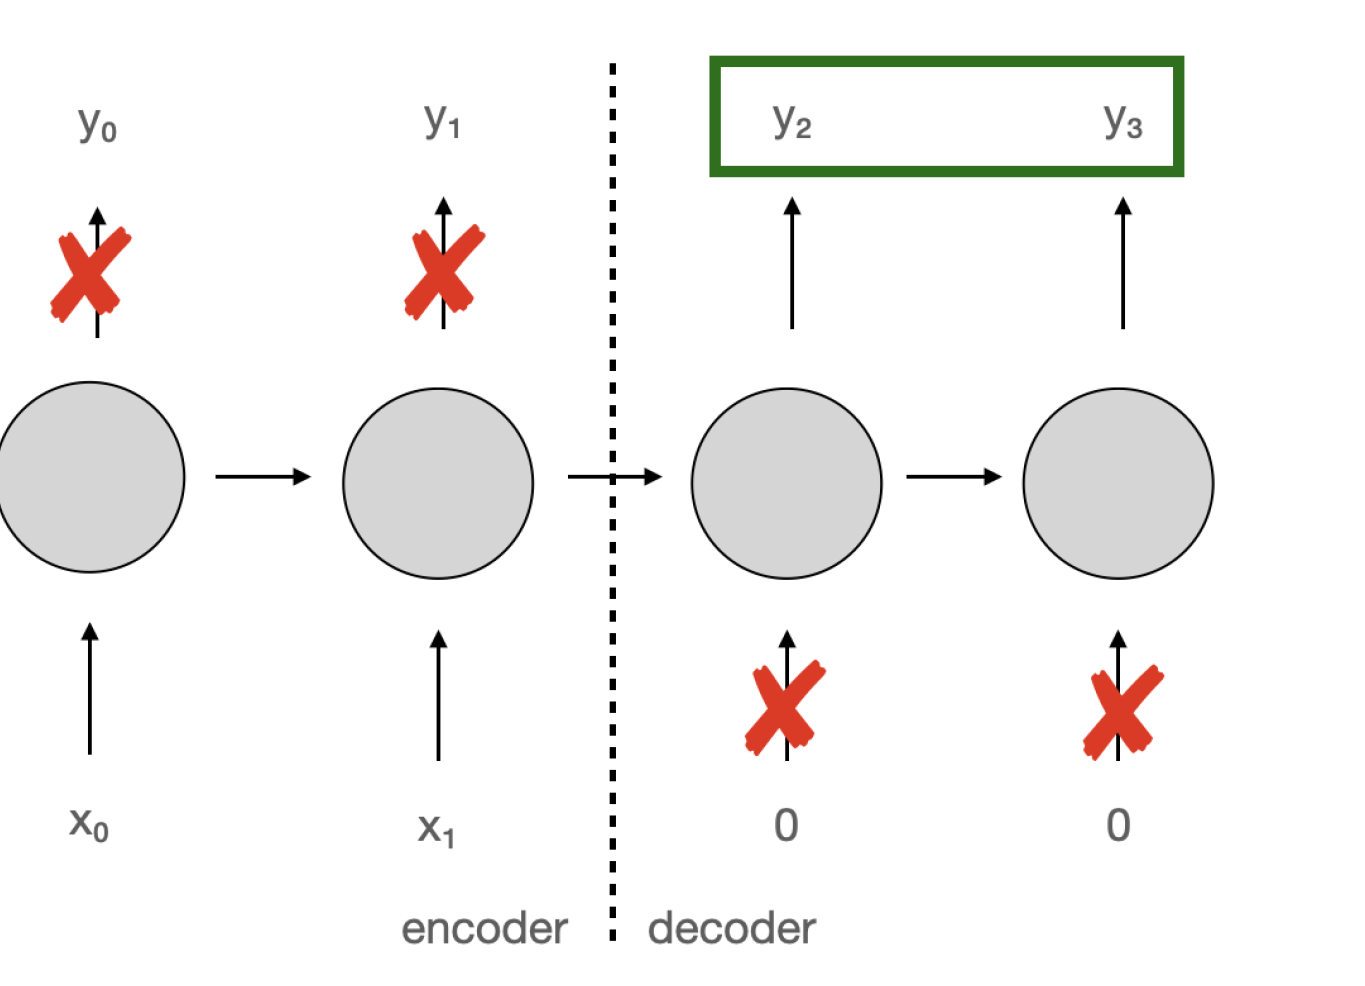 y₀ y₁ y₂ y₃
x₀ x₁ 0 0
encoder decoder